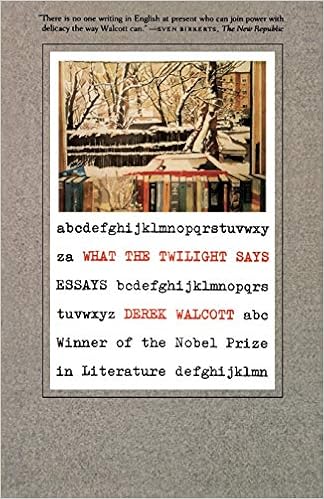 "There is no one writing in English at present who can join power with
delicacy the way Walcott can." —SVEN BIRKERTS, The New Republic
abcdefghijklmnopqrstuvwxy
za WHAT THE TWILIGHT SAYS
ESSAYS bcdefghijklmnopqrs
tuvwxyz DEREK WALCOTT abc
Winner of the Nobel Prize
in Literature defghijklmn